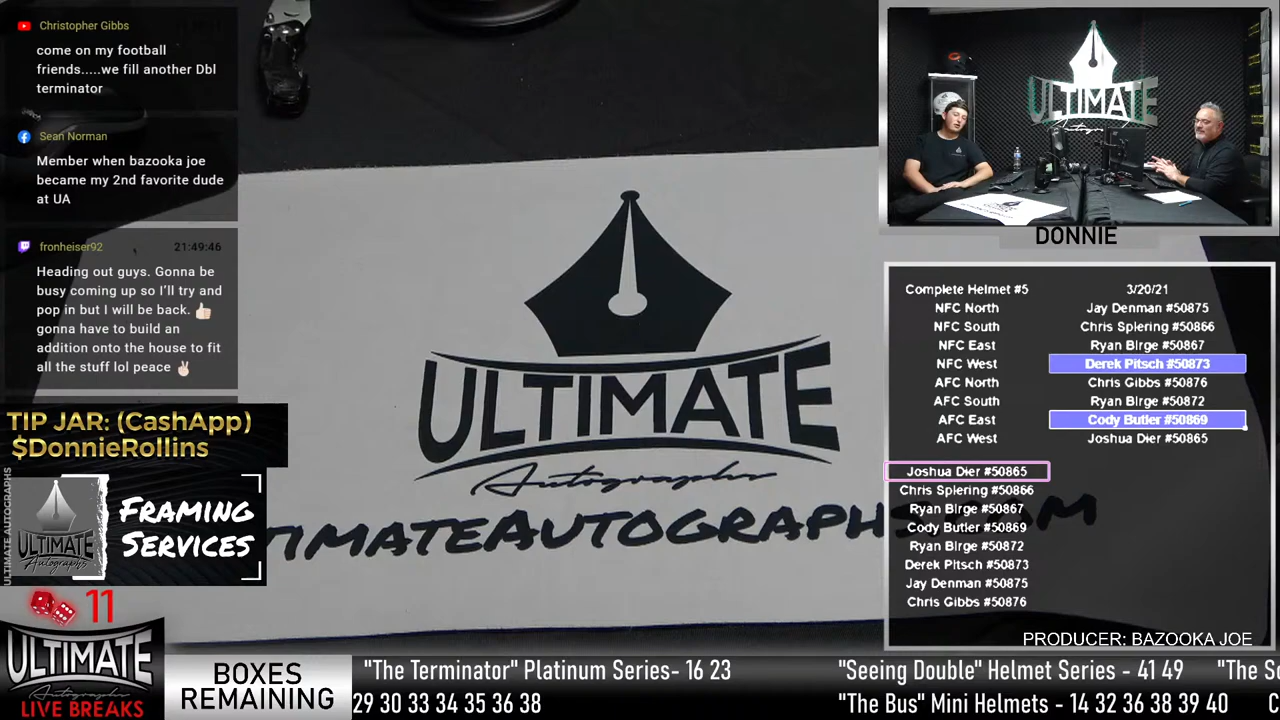 Christopher Gibbs
come on my football
friends.....we fill another Dbl
terminator
Sean Norman
Member when bazooka joe
became my 2nd favorite dude
at UA
fronheiser92 21:49:46
Heading out guys. Gonna be
busy coming up so I'll try and
pop in but I will be back. 👍🏻
gonna have to build an
addition onto the house to fit
all the stuff lol peace ✌🏻
TIP JAR: (CashApp)
$DonnieRollins
ULTIMATE AUTOGRAPHS
ULTIMATE
Autographs
FRAMING
SERVICES
11
ULTIMATE
Autographs
LIVE BREAKS
ULTIMATE
Autographs
TIMATEAUTOGRAPHS
ULTIMATE
Autographs
DONNIE
Complete Helmet #5 3/20/21
NFC North Jay Denman #50875
NFC South Chris Splering #50866
NFC East Ryan Birge #50867
NFC West Derek Pitsch #50873
AFC North Chris Gibbs #50876
AFC South Ryan Birge #50872
AFC East Cody Butler #50869
AFC West Joshua Dier #50865
Joshua Dier #50865
Chris Splering #50866
Ryan Birge #50867
Cody Butler #50869
Ryan Birge #50872
Derek Pitsch #50873
Jay Denman #50875
Chris Gibbs #50876
PRODUCER: BAZOOKA JOE
BOXES
REMAINING
"The Terminator" Platinum Series- 16 23 "Seeing Double" Helmet Series - 41 49 "The
29 30 33 34 35 36 38 "The Bus" Mini Helmets - 14 32 36 38 39 40